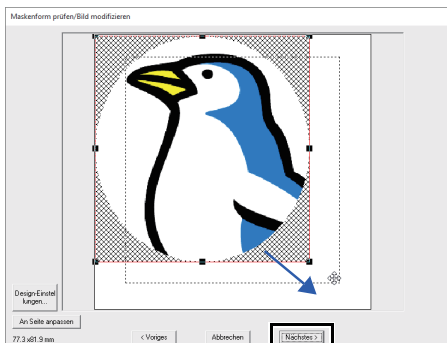 Maskenform prüfen/Bild modifizieren
Design-Einstel
lungen...
An Seite anpassen
77.3 x81.9 mm
< Voriges
Abbrechen
Nächstes >